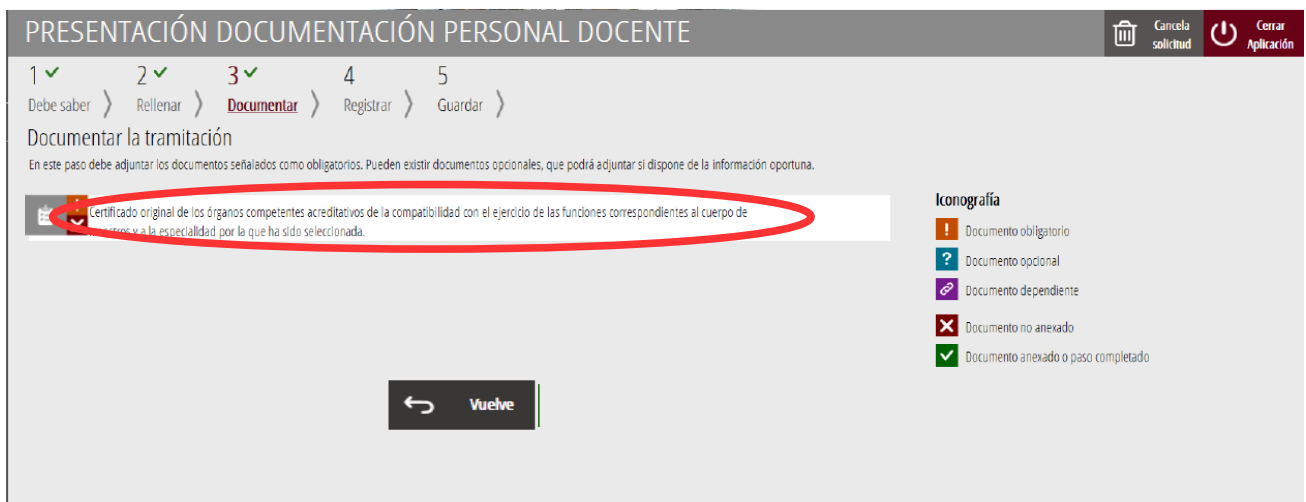 PRESENTACIÓN DOCUMENTACIÓN PERSONAL DOCENTE
Cancela
solicitud
Cerrar
Aplicación
1
2
3
4
5
Debe saber
Rellenar
Documentar
Registrar
Guardar
Documentar la tramitación
En este paso debe adjuntar los documentos señalados como obligatorios. Pueden existir documentos opcionales, que podrá adjuntar si dispone de la información oportuna.
Certificado original de los órganos competentes acreditativos de la compatibilidad con el ejercicio de las funciones correspondientes al cuerpo de
y a la especialidad por la que ha sido seleccionada.
Iconografía
! Documento obligatorio
? Documento opcional
Documento dependiente
Documento no anexado
Documento anexado o paso completado
Vuelve